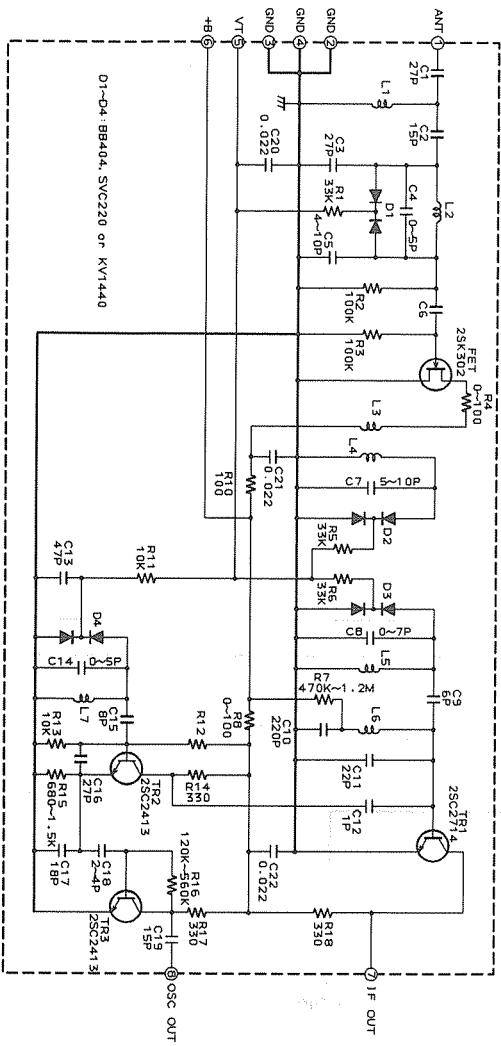 ANT 1
C1
27P
L1
C2
15P
L2
C4
0~5P
D1
C3
27P
R1
33K
C5
4~10P
C6
R2
100K
R3
100K
FET
2SK302
R4
0~100
L3
L4
C7
5~10P
D2
R5
33K
R6
33K
D3
C8
0~7P
L5
C9
6P
R7
470K~1.2M
L6
C10
220P
C11
22P
C12
1P
TR1
2SC2714
R18
330
7 IF OUT
GND 2
GND 4
GND 3
VT 5
+B 6
C20
0.022
C21
0.022
R10
100
R8
0~100
C22
0.022
R11
10K
C13
47P
D4
C14
0~5P
L7
C15
8P
R12
R13
10K
R14
330
TR2
2SC2413
C16
27P
R15
680~1.5K
C17
18P
C18
2~4P
R16
120K~560K
R17
330
TR3
2SC2413
C19
15P
8 OSC OUT
D1~D4:BB404, SVC220 or KV1440